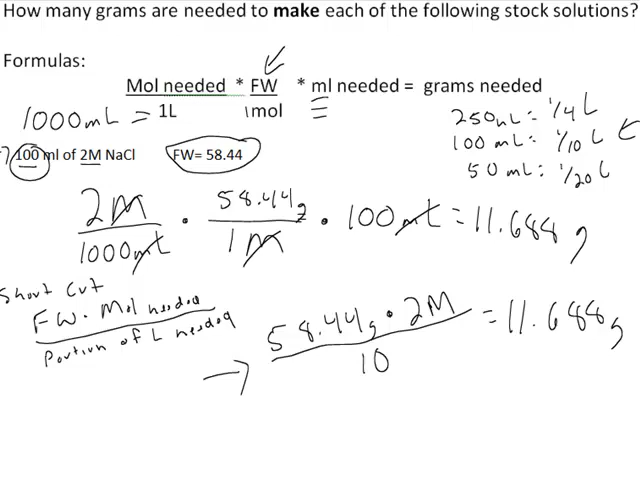 How many grams are needed to make each of the following stock solutions?
Formulas:
Mol needed * FW * ml needed = grams needed
1L 1mol
1000mL =
250mL = 1/4 L
100 mL = 1/10 L
50 mL = 1/20 L
100 ml of 2M NaCl FW= 58.44
2M/1000mL · 58.44g/1M · 100mL = 11.688 g
Short Cut
FW · Mol needed
Portion of L needed
58.44g · 2M = 11.688g
10